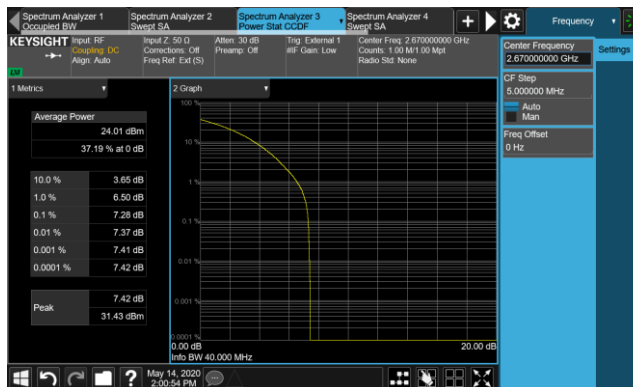 Spectrum Analyzer 1
Occupied BW
Spectrum Analyzer 2
Swept SA
Spectrum Analyzer 3
Power Stat CCDF
Spectrum Analyzer 4
Swept SA
Frequency
KEYSIGHT
Input: RF
Coupling: DC
Align: Auto
Input Z: 50 Ω
Corrections: Off
Freq Ref: Ext (S)
Atten: 30 dB
Preamp: Off
Trig: External 1
#IF Gain: Low
Center Freq: 2.670000000 GHz
Counts: 1.00 M/1.00 Mpt
Radio Std: None
Center Frequency
2.670000000 GHz
Settings
CF Step
5.000000 MHz
Auto
Man
Freq Offset
0 Hz
1 Metrics
Average Power
24.01 dBm
37.19 % at 0 dB
10.0 % 3.65 dB
1.0 % 6.50 dB
0.1 % 7.28 dB
0.01 % 7.37 dB
0.001 % 7.41 dB
0.0001 % 7.42 dB
Peak
7.42 dB
31.43 dBm
2 Graph
100 %
10 %
1 %
0.1 %
0.01 %
0.001 %
0.0001 %
0.00 dB
20.00 dB
Info BW 40.000 MHz
May 14, 2020
2:00:54 PM